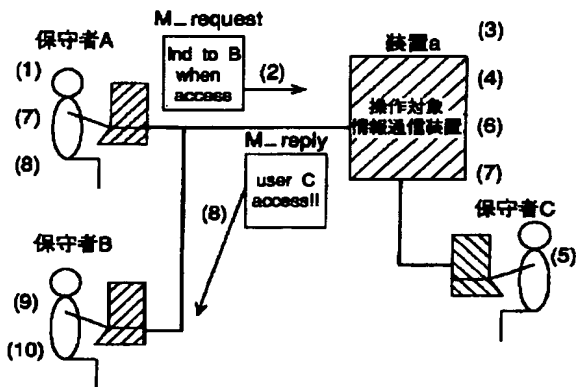 M_request
保守者A
Ind to B
when
access
(1)
(7)
(8)
(2)
装置a
(3)
(4)
操作対象
情報通信装置
(6)
(7)
M_reply
user C
access!!
(8)
保守者B
(9)
(10)
保守者C
(5)